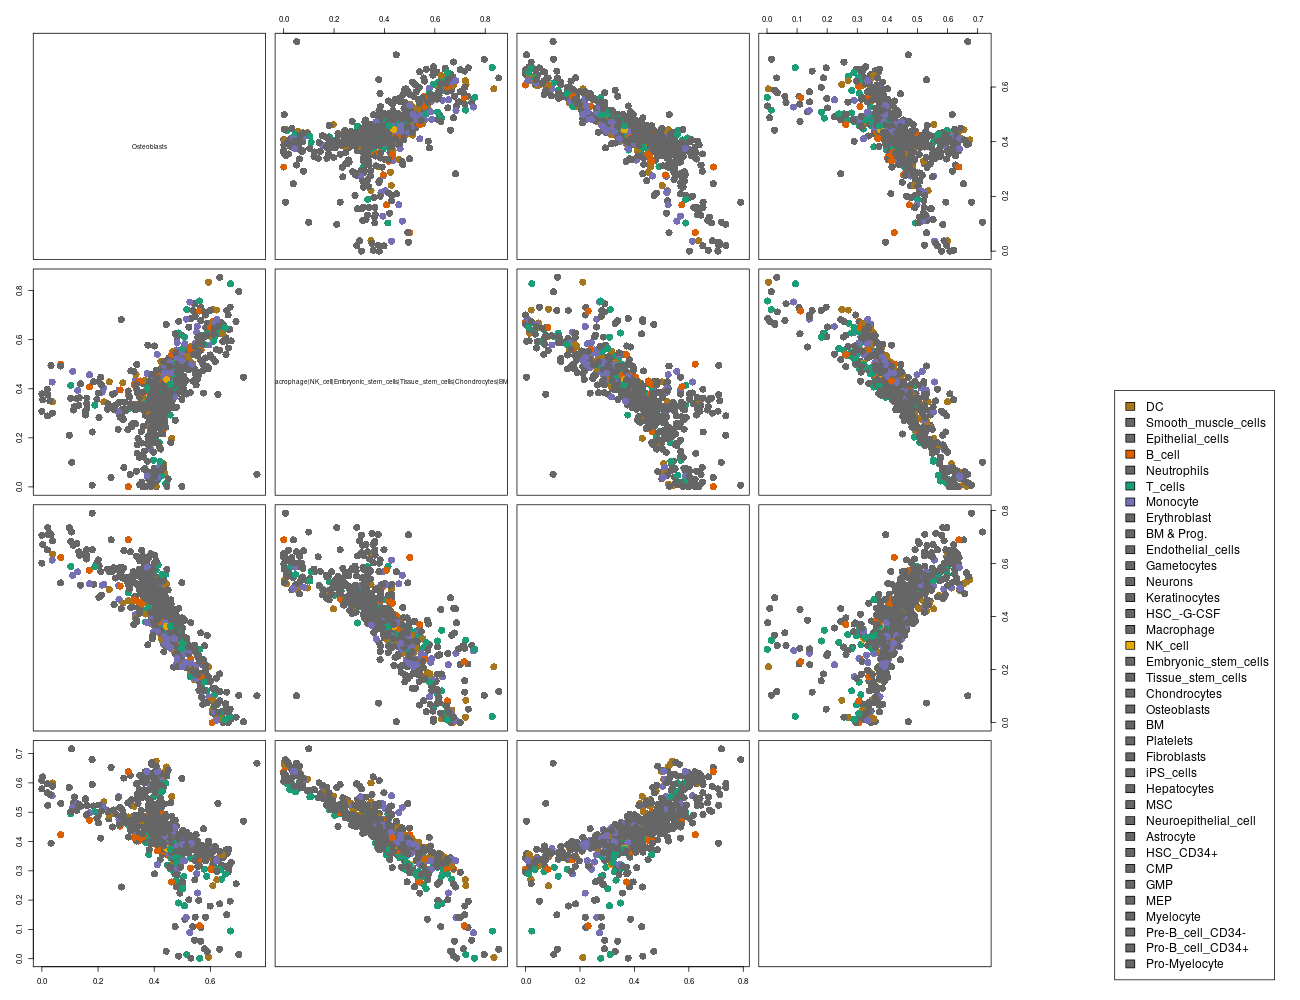 0.0 0.2 0.4 0.6 0.8
0.0 0.1 0.2 0.3 0.4 0.5 0.6 0.7
Osteoblasts
0.6
0.4
0.2
0.0
0.8
0.6
0.4
0.2
0.0
acrophage|NK_cell|Embryonic_stem_cells|Tissue_stem_cells|Chondrocytes|BM
0.8
0.6
0.4
0.2
0.0
0.7
0.6
0.5
0.4
0.3
0.2
0.1
0.0
0.0 0.2 0.4 0.6
0.0 0.2 0.4 0.6 0.8
DC
Smooth_muscle_cells
Epithelial_cells
B_cell
Neutrophils
T_cells
Monocyte
Erythroblast
BM & Prog.
Endothelial_cells
Gametocytes
Neurons
Keratinocytes
HSC_-G-CSF
Macrophage
NK_cell
Embryonic_stem_cells
Tissue_stem_cells
Chondrocytes
Osteoblasts
BM
Platelets
Fibroblasts
iPS_cells
Hepatocytes
MSC
Neuroepithelial_cell
Astrocyte
HSC_CD34+
CMP
GMP
MEP
Myelocyte
Pre-B_cell_CD34-
Pro-B_cell_CD34+
Pro-Myelocyte